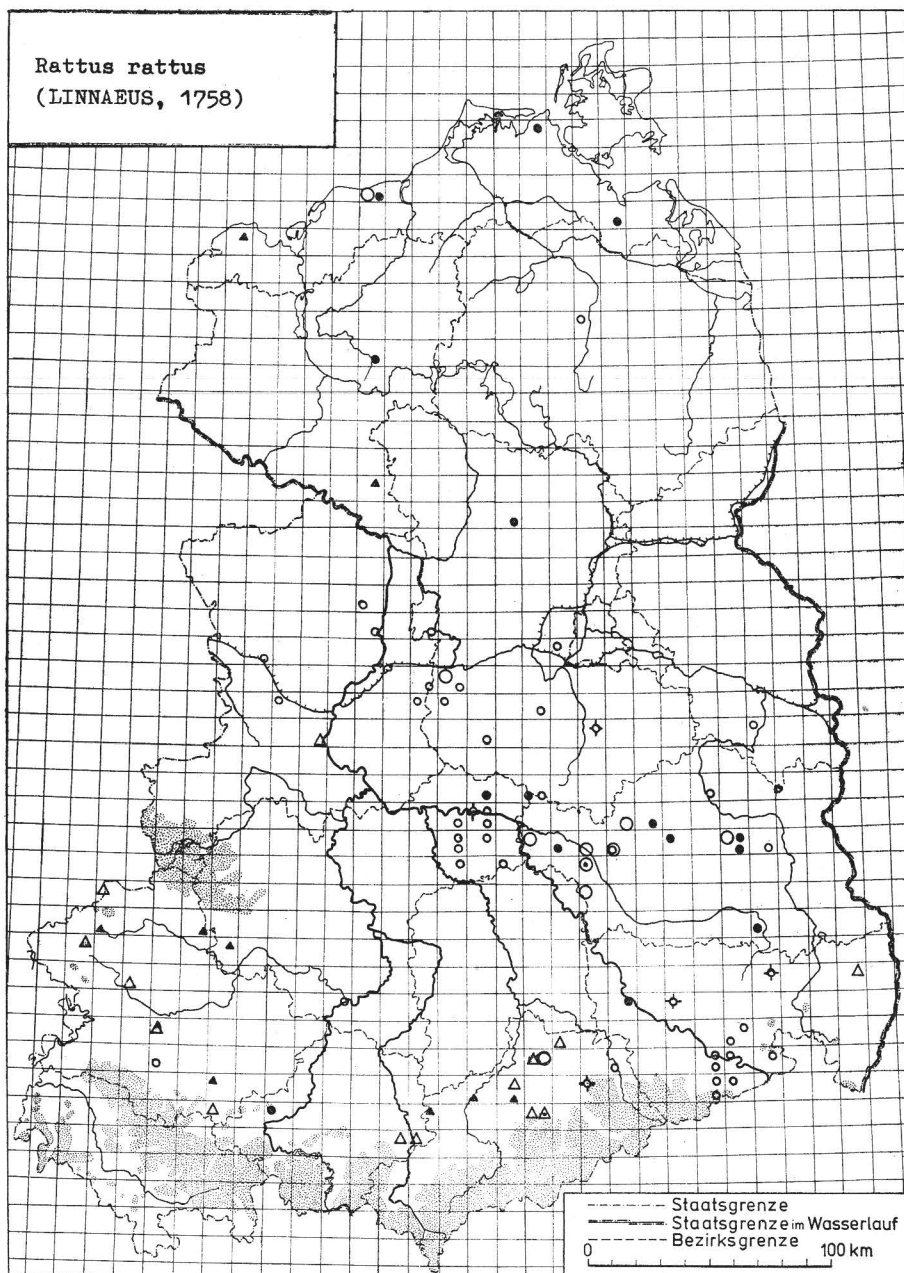 Rattus rattus
(LINNAEUS, 1758)
Staatsgrenze
Staatsgrenze im Wasserlauf
Bezirksgrenze
0 100 km